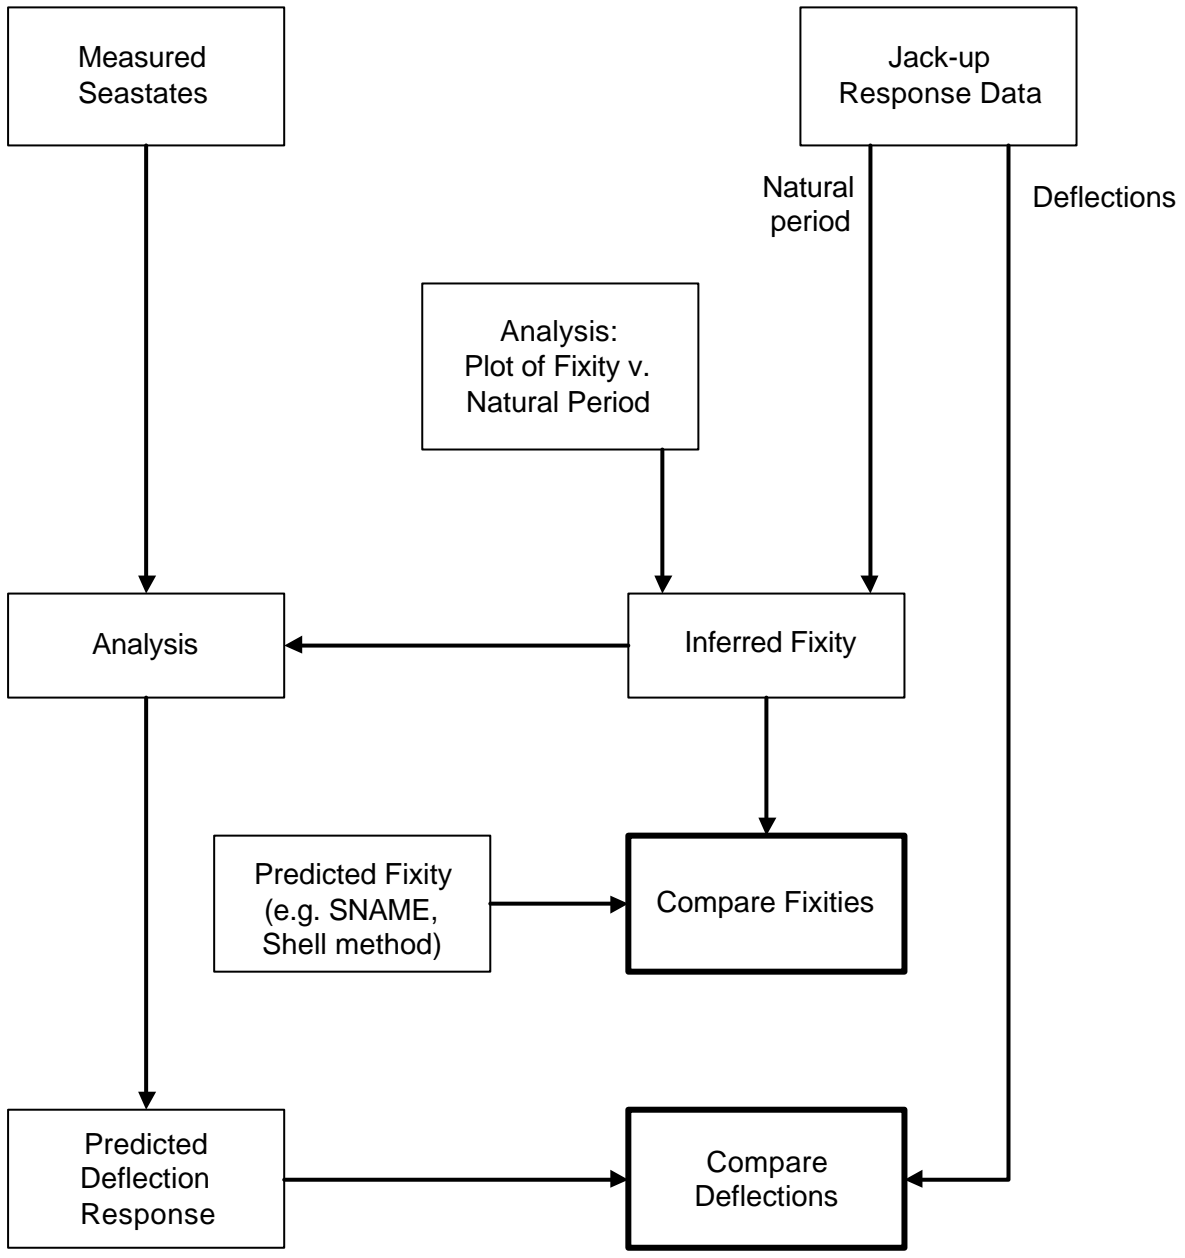 Measured
Seastates
Jack-up
Response Data
Natural
period
Deflections
Analysis:
Plot of Fixity v.
Natural Period
Analysis
Inferred Fixity
Predicted Fixity
(e.g. SNAME,
Shell method)
Compare Fixities
Predicted
Deflection
Response
Compare
Deflections